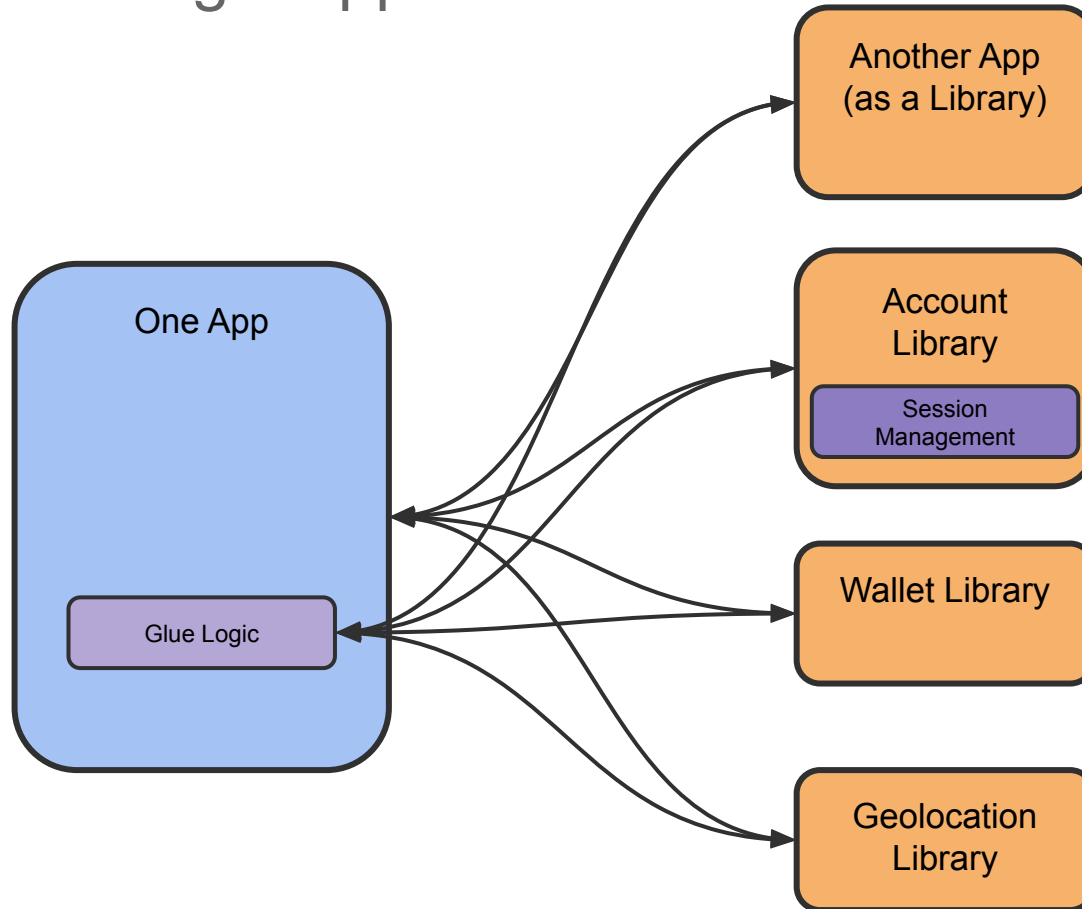 One App
Glue Logic
Another App
(as a Library)
Account
Library
Session
Management
Wallet Library
Geolocation
Library